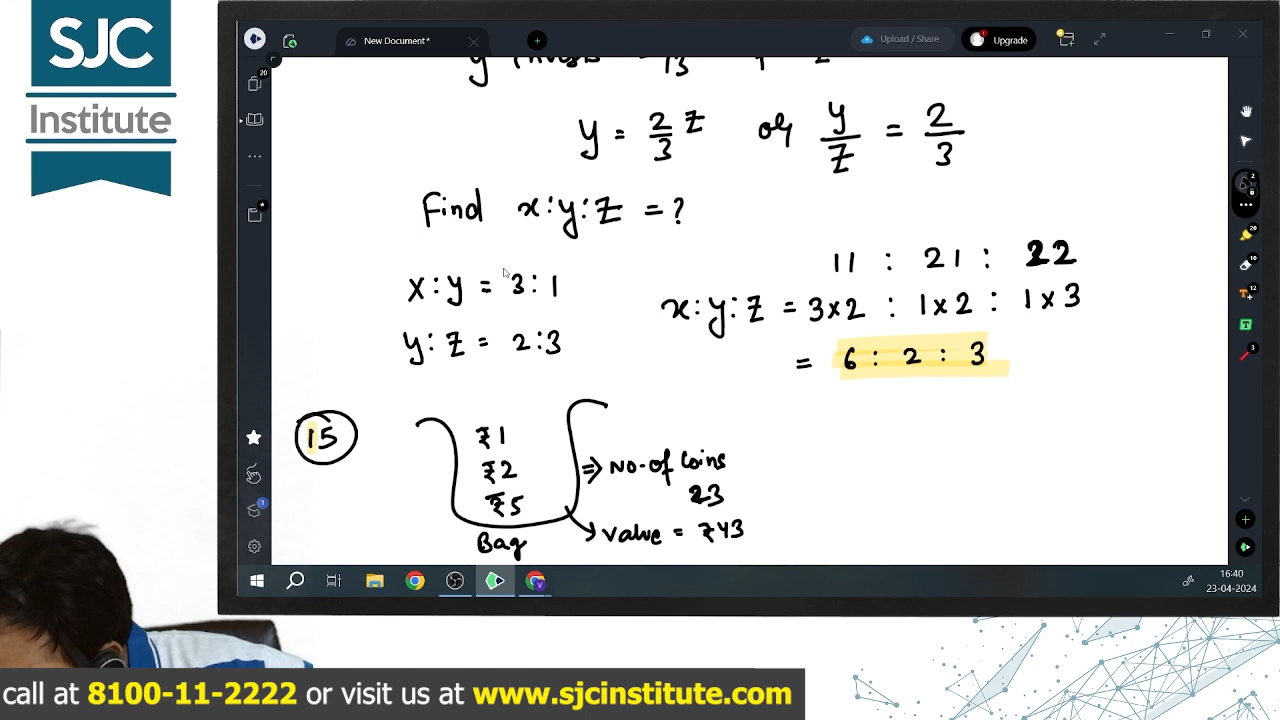 SJC
Institute
New Document*
Upload / Share
Upgrade
y = 2/3 z or y/z = 2/3
Find x:y:z = ?
x:y = 3:1
y:z = 2:3
11 : 21 : 22
x:y:z = 3×2 : 1×2 : 1×3
= 6 : 2 : 3
15
₹1
₹2
₹5
Bag
⇒ No. of Coins
23
→ value = ₹43
16:40
23-04-2024
call at 8100-11-2222 or visit us at www.sjcinstitute.com